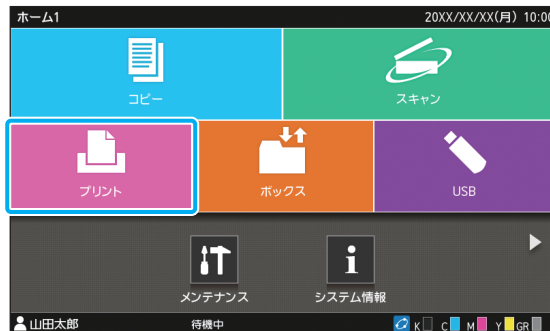 ホーム1 20XX/XX/XX(月) 10:00
コピー スキャン
プリント ボックス USB
メンテナンス システム情報
山田太郎 待機中 K C M Y GR